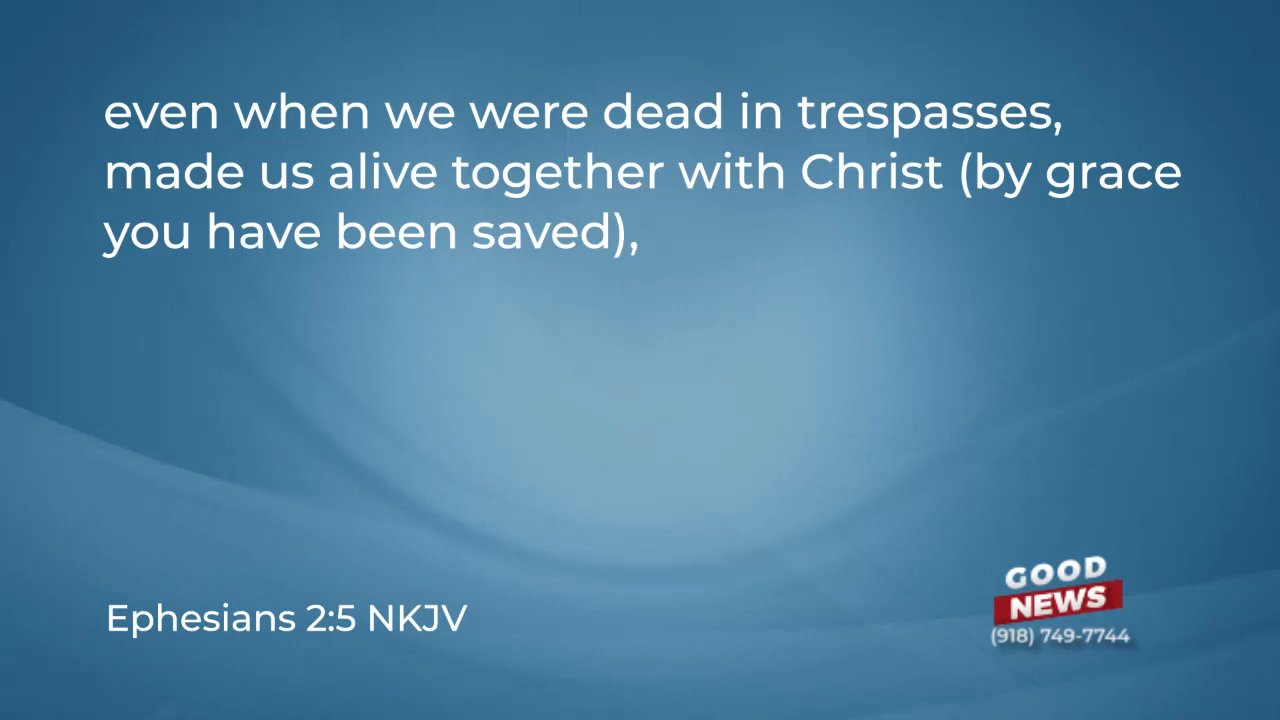 even when we were dead in trespasses,
made us alive together with Christ (by grace
you have been saved),
Ephesians 2:5 NKJV
GOOD
NEWS
(918) 749-7744